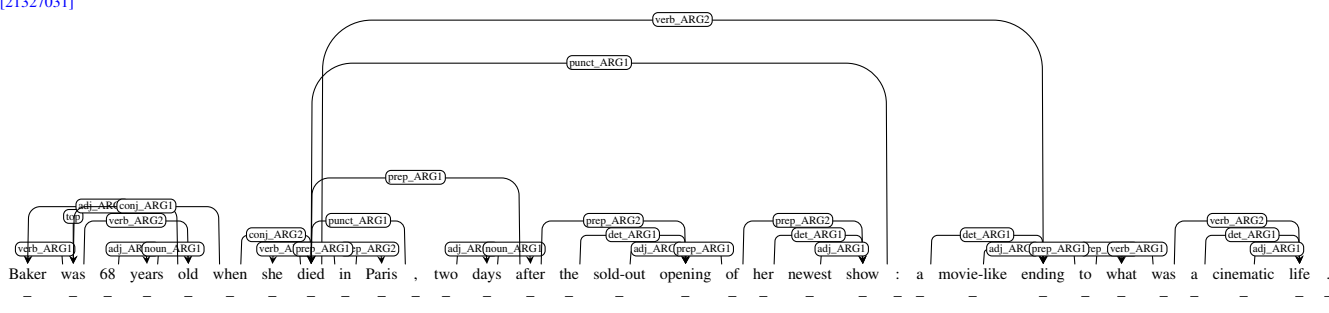 [21327031]
verb_ARG2
punct_ARG1
prep_ARG1
conj_ARG1
top verb_ARG2 punct_ARG1 prep_ARG2 prep_ARG2 verb_ARG2
conj_ARG2 det_ARG1 det_ARG1 det_ARG1 det_ARG1
verb_ARG1 noun_ARG1 prep_ARG1 noun_ARG1 prep_ARG1 adj_ARG1 prep_ARG1 verb_ARG1 adj_ARG1
Baker was 68 years old when she died in Paris , two days after the sold-out opening of her newest show : a movie-like ending to what was a cinematic life .
_ _ _ _ _ _ _ _ _ _ _ _ _ _ _ _ _ _ _ _ _ _ _ _ _ _ _ _ _ _ _ _